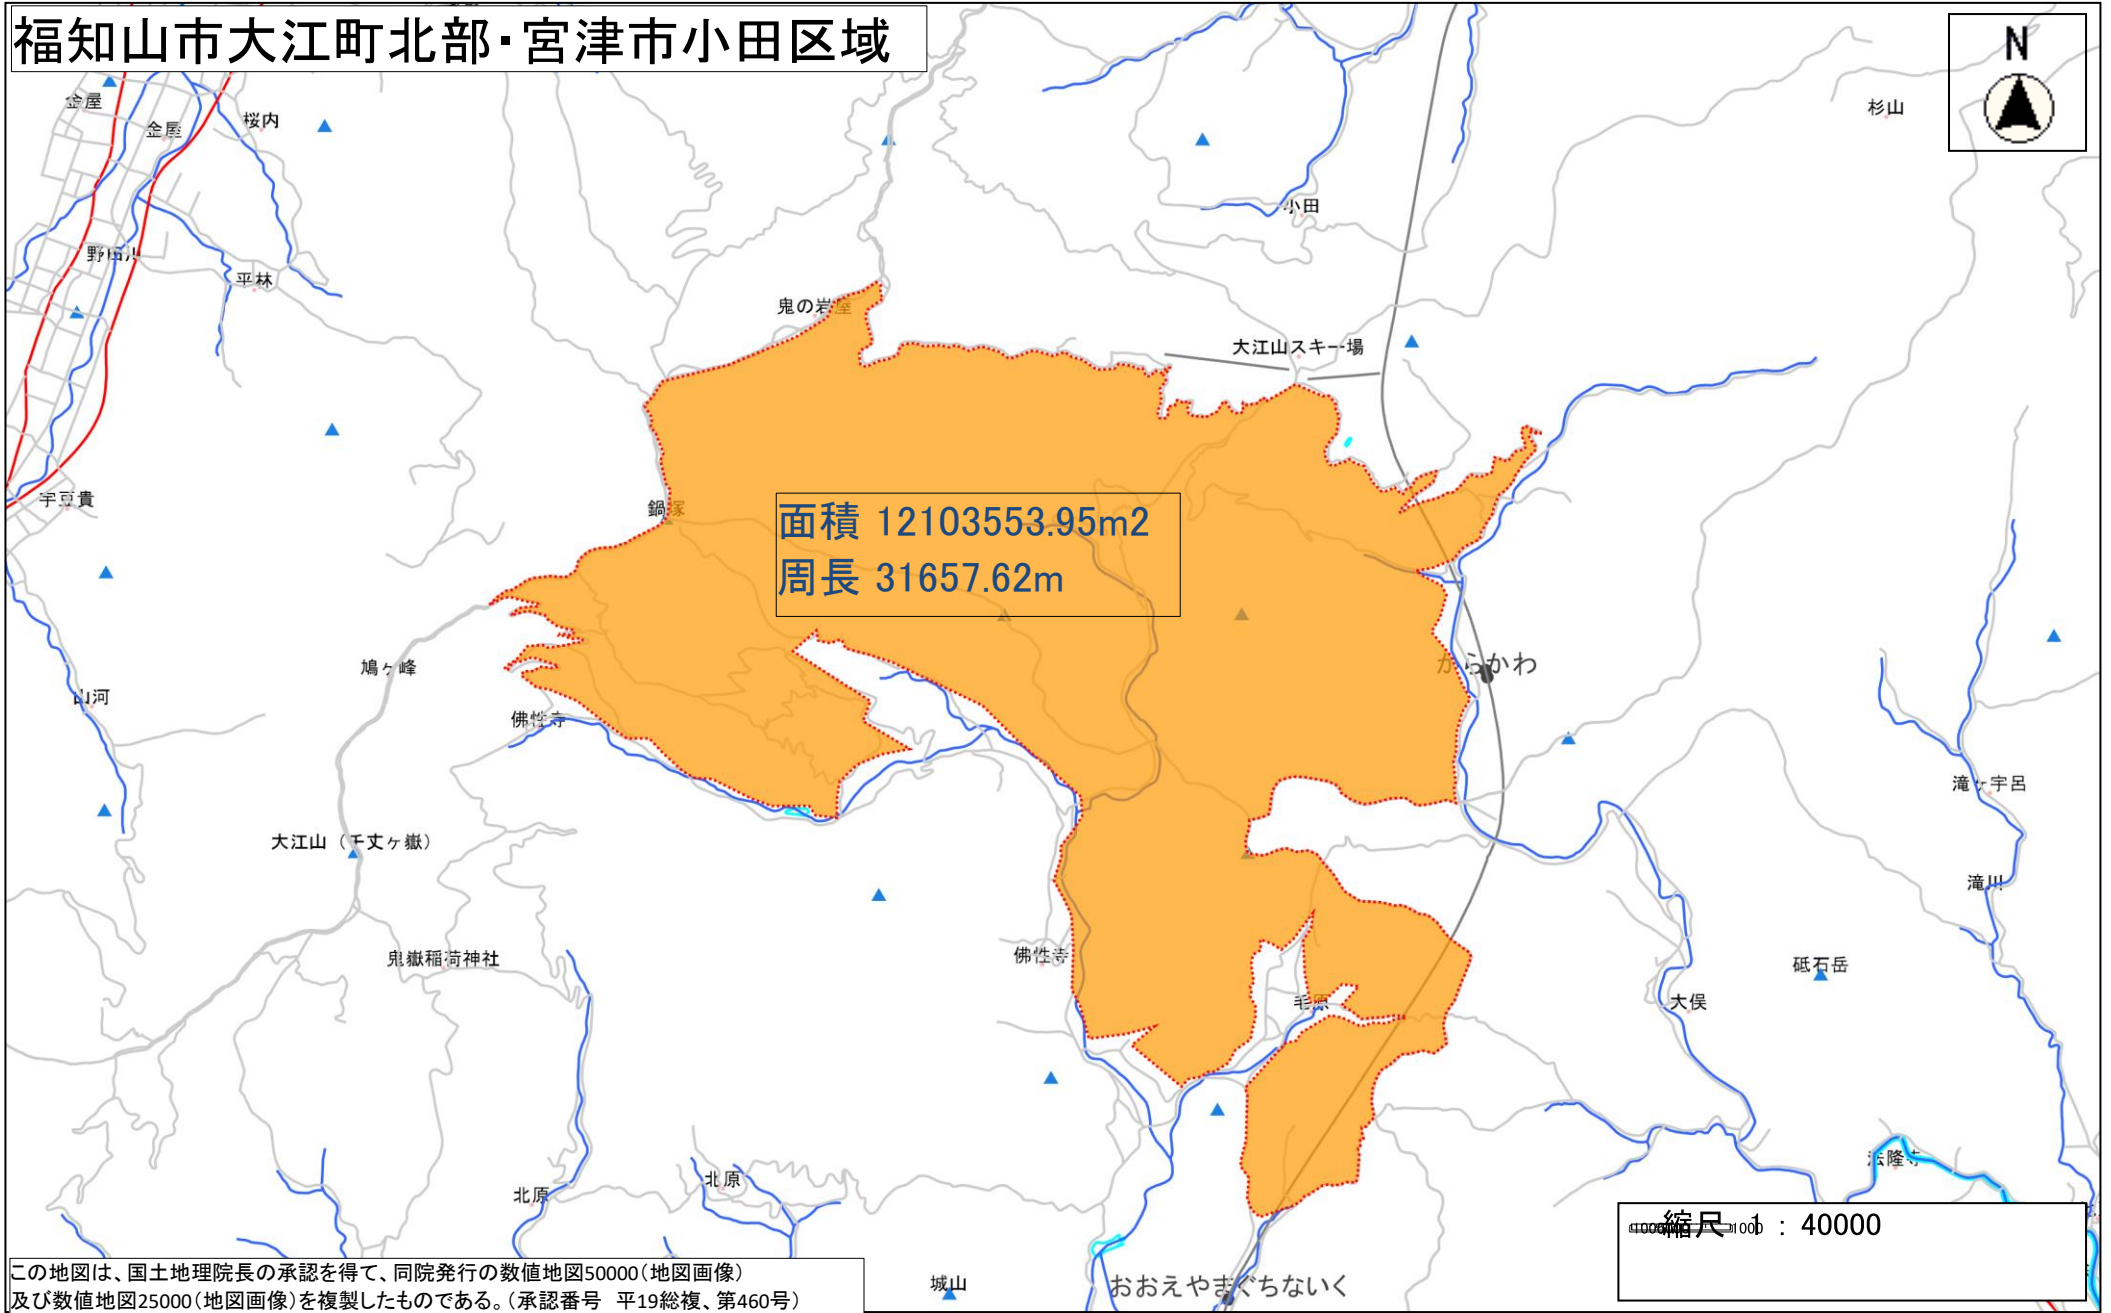 福知山市大江町北部・宮津市小田区域
N
金屋
金屋
桜内
杉山
小田
野田川
平林
鬼の岩屋
大江山スキー場
宇豆貴
鍋塚
面積 12103553.95m2
周長 31657.62m
鳩ヶ峰
からかわ
山河
佛性寺
滝ヶ宇呂
大江山（千丈ヶ嶽）
滝川
鬼嶽稲荷神社
佛性寺
砥石岳
毛原
大俣
法隆寺
北原
北原
縮尺 1 : 40000
1000
城山
おおえやまぐちないく
この地図は、国土地理院長の承認を得て、同院発行の数値地図50000（地図画像）
及び数値地図25000（地図画像）を複製したものである。（承認番号　平19総複、第460号）